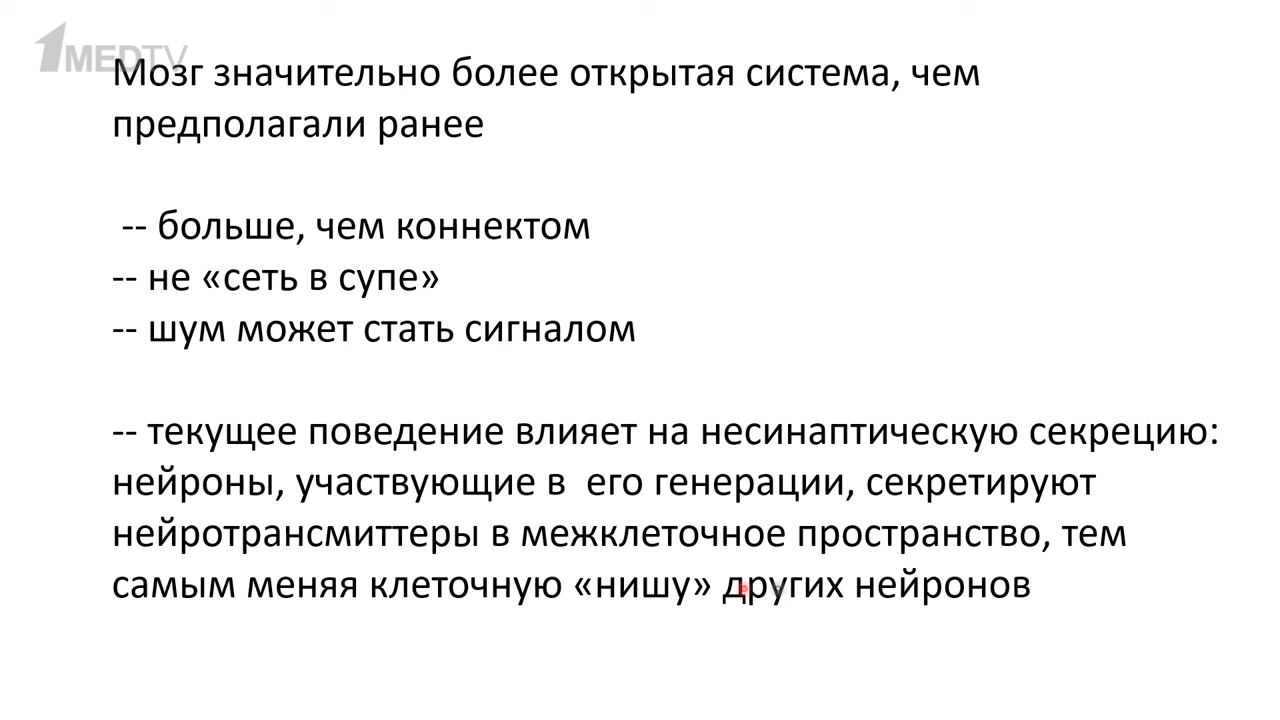 1MEDTV
Мозг значительно более открытая система, чем
предполагали ранее
-- больше, чем коннектом
-- не «сеть в супе»
-- шум может стать сигналом
-- текущее поведение влияет на несинаптическую секрецию:
нейроны, участвующие в  его генерации, секретируют
нейротрансмиттеры в межклеточное пространство, тем
самым меняя клеточную «нишу» других нейронов